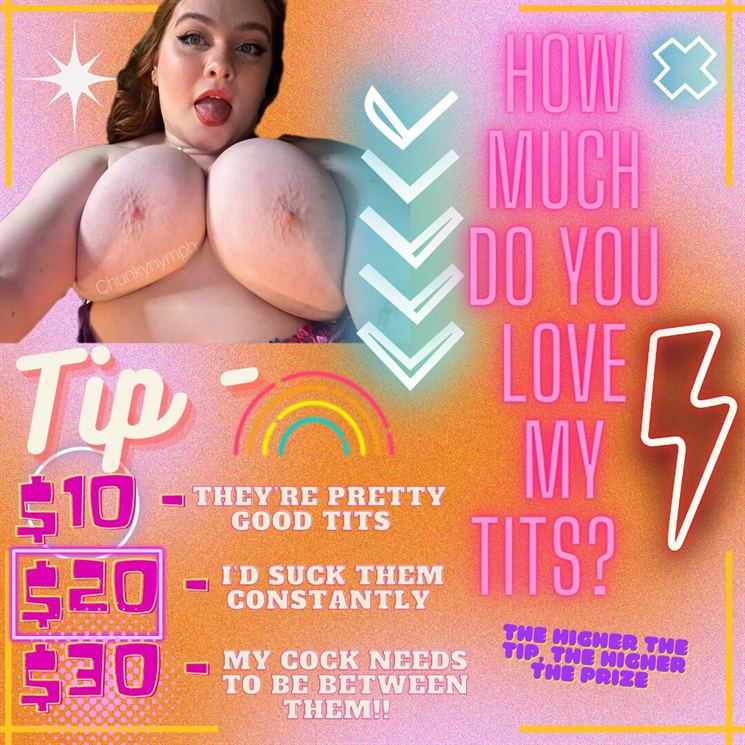 HOW
MUCH
DO YOU
LOVE
MY
TITS?
Chunkynymph
Tip -
$10 - THEY'RE PRETTY
GOOD TITS
$20 - I'D SUCK THEM
CONSTANTLY
$30 - MY COCK NEEDS
TO BE BETWEEN
THEM!!
THE HIGHER THE
TIP, THE HIGHER
THE PRIZE